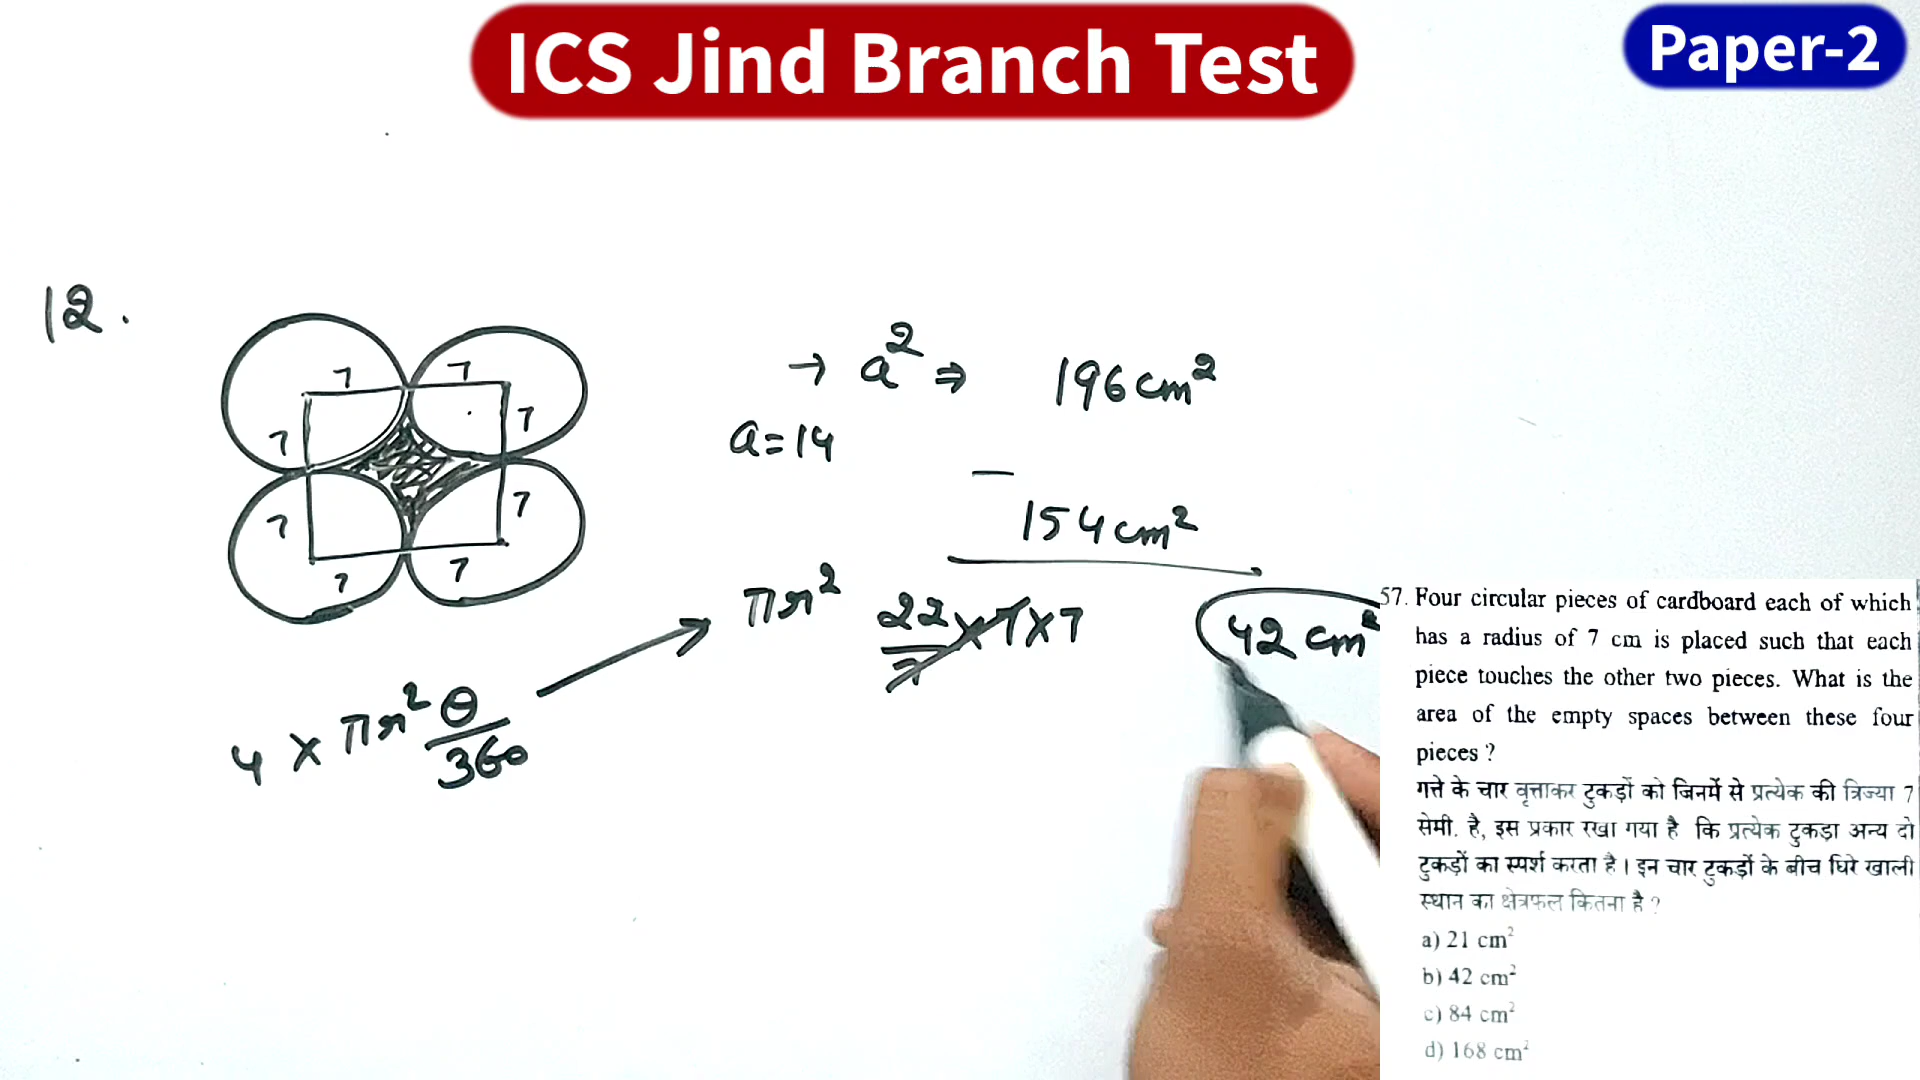 ICS Jind Branch Test
Paper-2
12.
7 7
7 7
7 7
7 7
→ a² ⇒ 196 cm²
a=14
—
154 cm²
42 cm²
πr² 22/7 x 7 x 7
4 x πr² θ/360
57. Four circular pieces of cardboard each of which
has a radius of 7 cm is placed such that each
piece touches the other two pieces. What is the
area of the empty spaces between these four
pieces ?
गत्ते के चार वृत्ताकर टुकड़ों को जिनमें से प्रत्येक की त्रिज्या 7
सेमी. है, इस प्रकार रखा गया है कि प्रत्येक टुकड़ा अन्य दो
टुकड़ों का स्पर्श करता है। इन चार टुकड़ों के बीच घिरे खाली
स्थान का क्षेत्रफल कितना है ?
a) 21 cm²
b) 42 cm²
c) 84 cm²
d) 168 cm²